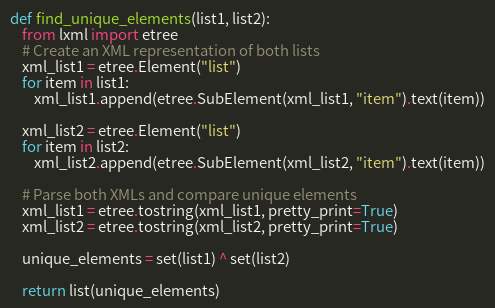 def find_unique_elements(list1, list2):
from lxml import etree
# Create an XML representation of both lists
xml_list1 = etree.Element("list")
for item in list1:
xml_list1.append(etree.SubElement(xml_list1, "item").text(item))
xml_list2 = etree.Element("list")
for item in list2:
xml_list2.append(etree.SubElement(xml_list2, "item").text(item))
# Parse both XMLs and compare unique elements
xml_list1 = etree.tostring(xml_list1, pretty_print=True)
xml_list2 = etree.tostring(xml_list2, pretty_print=True)
unique_elements = set(list1) ^ set(list2)
return list(unique_elements)